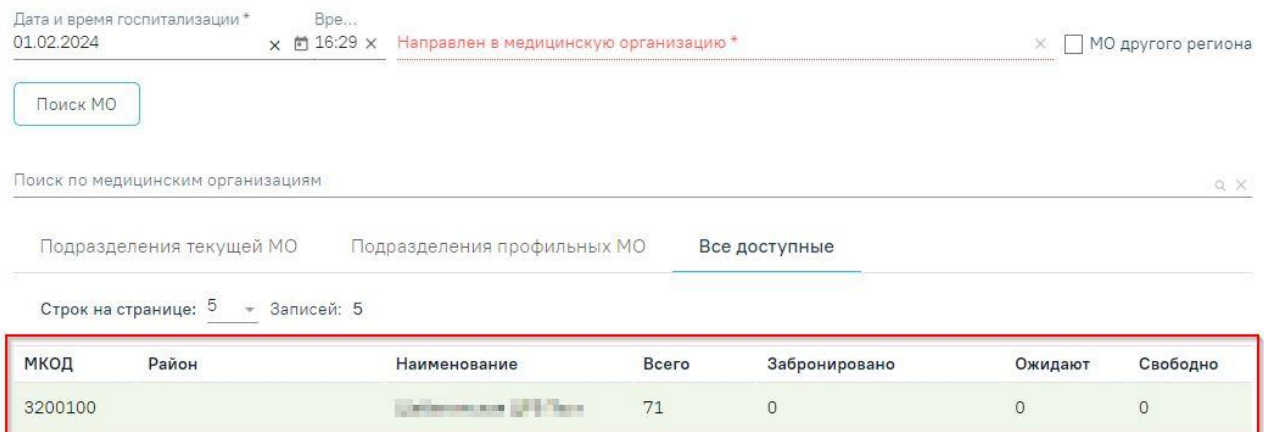 Дата и время госпитализации * Вре...
01.02.2024 16:29 Направлен в медицинскую организацию * МО другого региона
Поиск МО
Поиск по медицинским организациям
Подразделения текущей МО Подразделения профильных МО Все доступные
Строк на странице: 5 Записей: 5
МКОД Район Наименование Всего Забронировано Ожидают Свободно
3200100 71 0 0 0